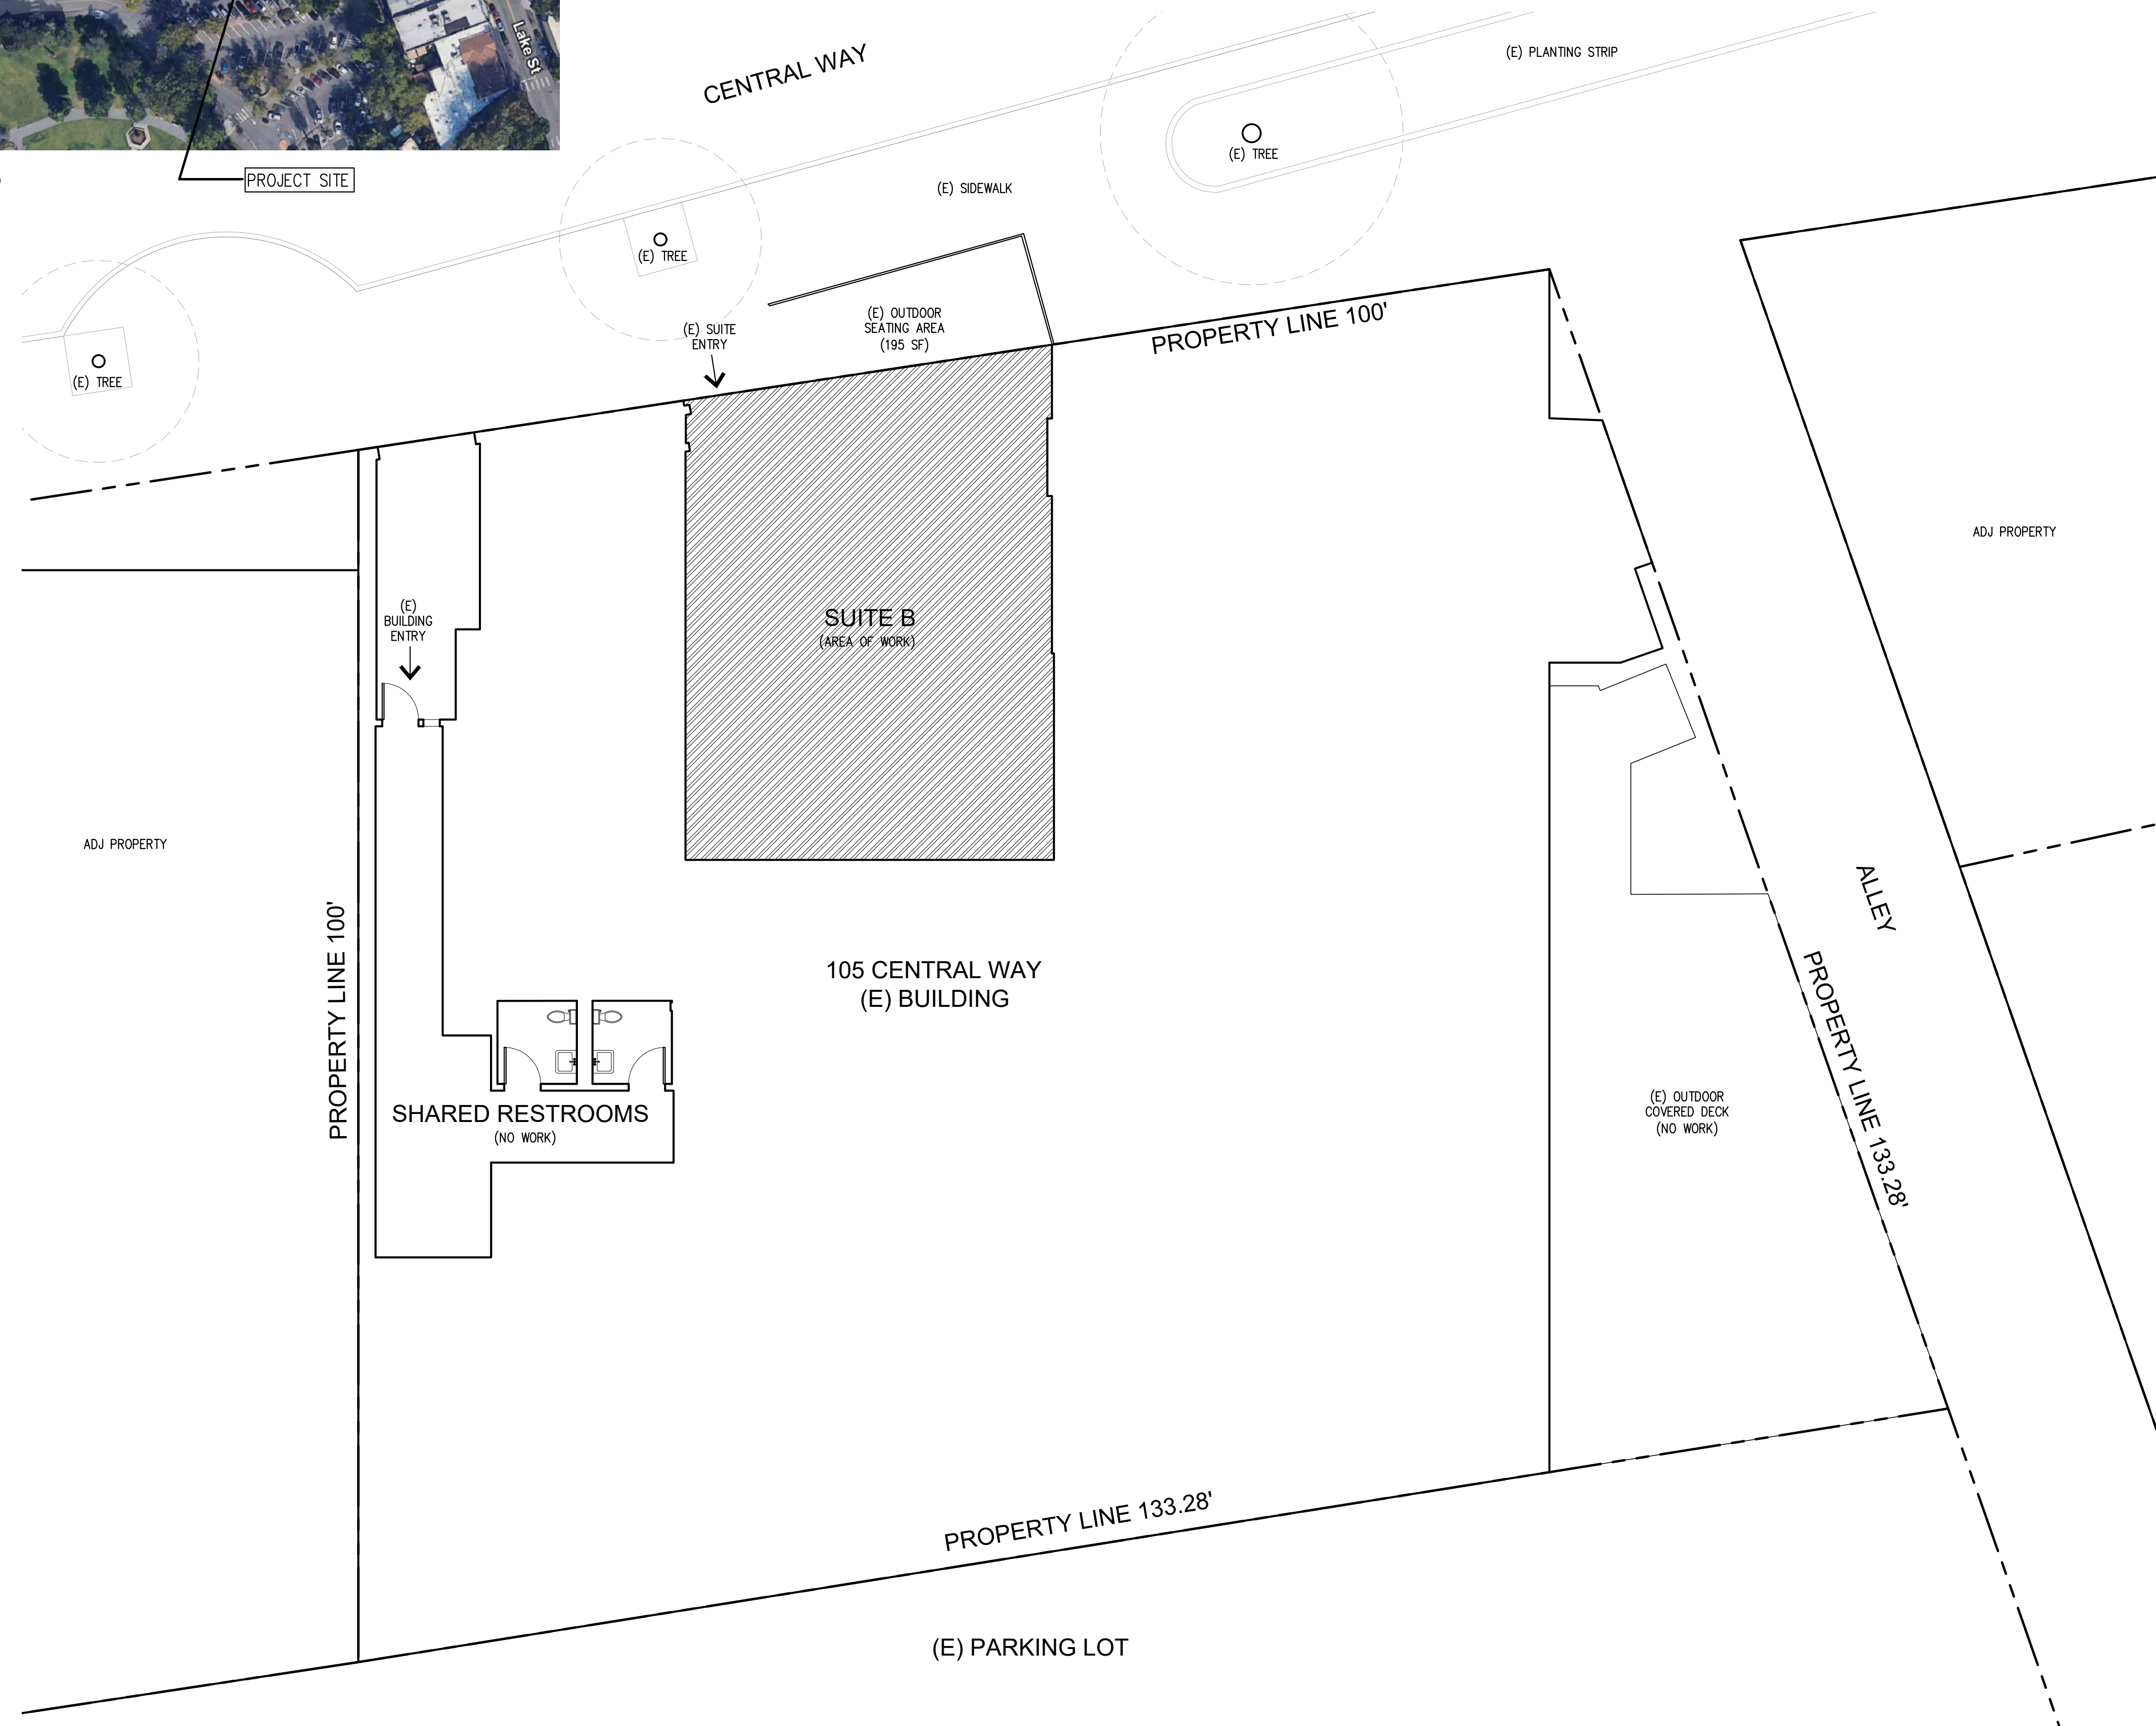 Lake St
CENTRAL WAY
(E) PLANTING STRIP
(E) TREE
PROJECT SITE
(E) SIDEWALK
(E) TREE
(E) OUTDOOR
SEATING AREA
(195 SF)
(E) SUITE
ENTRY
PROPERTY LINE 100'
(E) TREE
ADJ PROPERTY
(E)
BUILDING
ENTRY
SUITE B
(AREA OF WORK)
ADJ PROPERTY
ALLEY
PROPERTY LINE 100'
105 CENTRAL WAY
(E) BUILDING
PROPERTY LINE 133.28'
(E) OUTDOOR
COVERED DECK
(NO WORK)
SHARED RESTROOMS
(NO WORK)
PROPERTY LINE 133.28'
(E) PARKING LOT